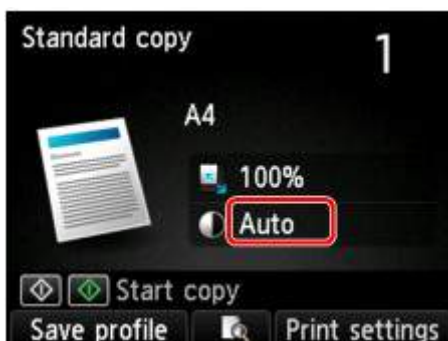 Standard copy
1
A4
100%
Auto
Start copy
Save profile
Print settings